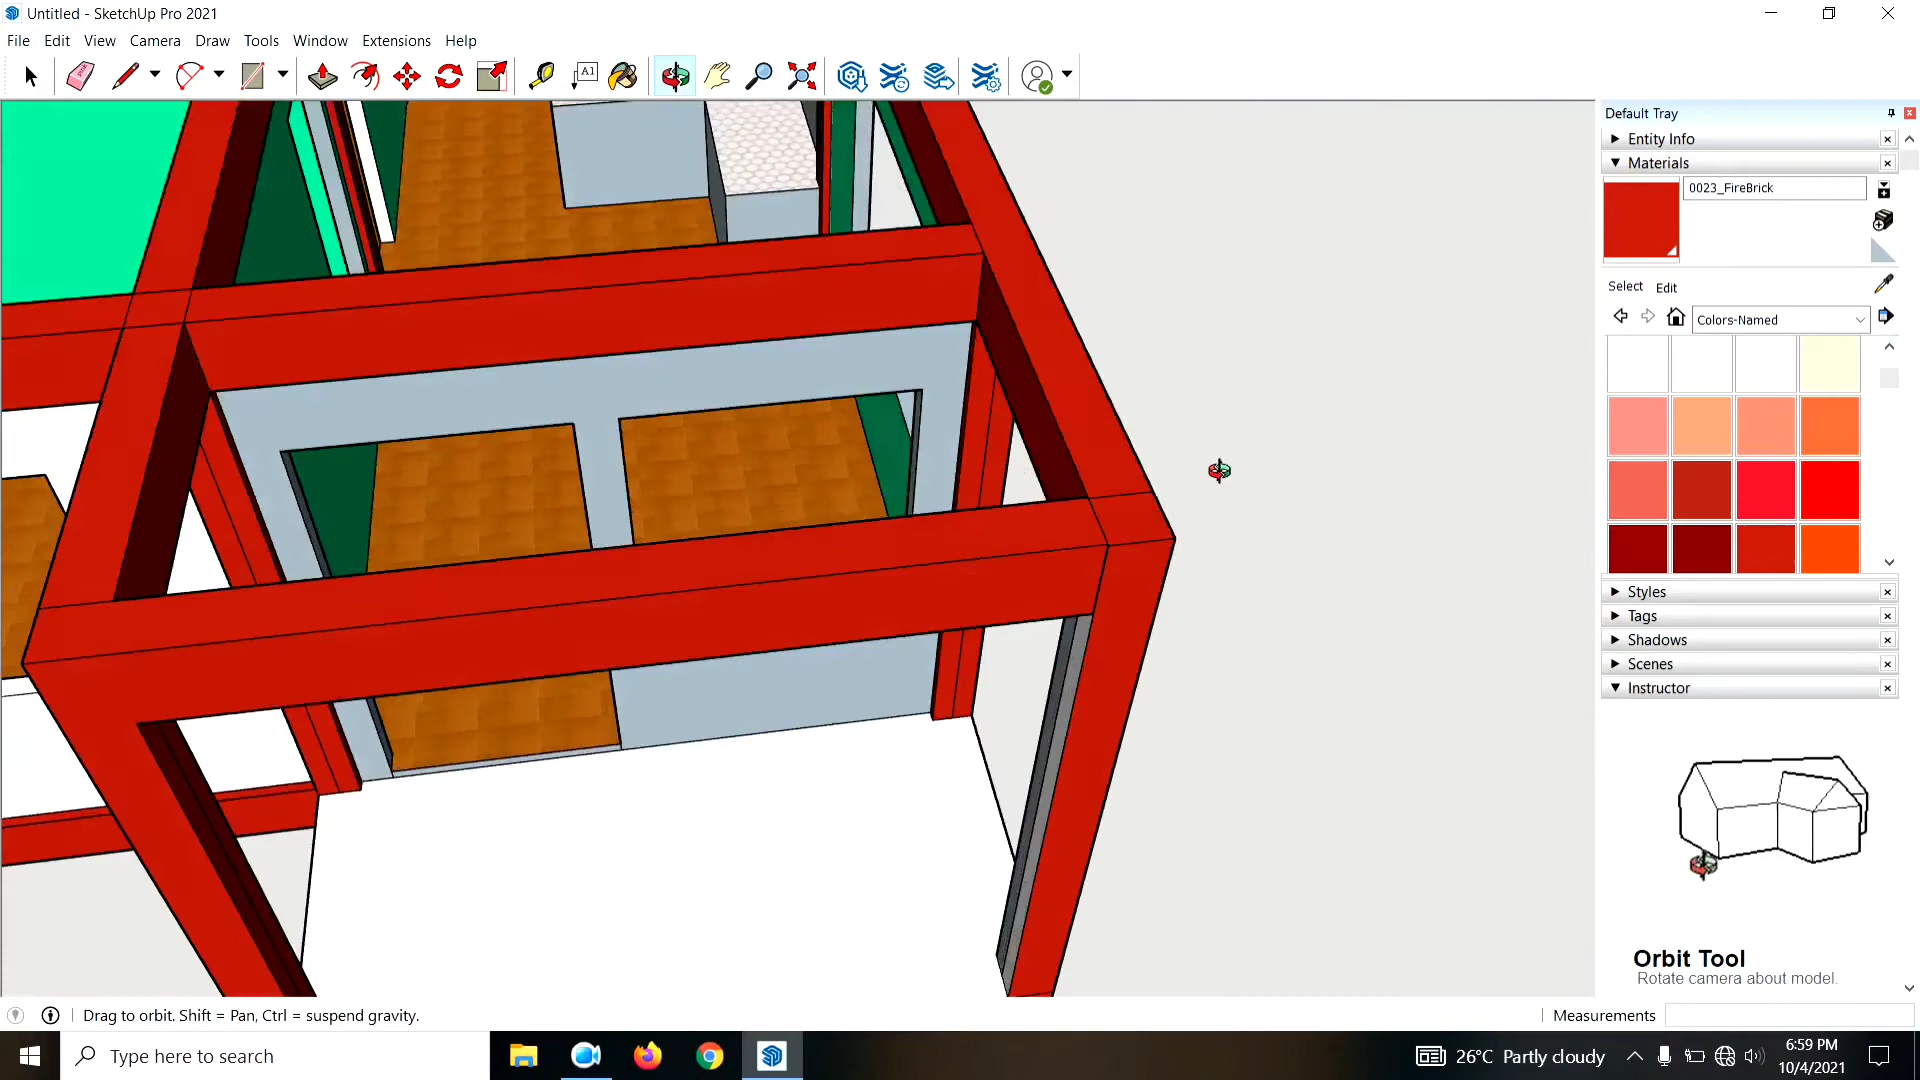 Untitled - SketchUp Pro 2021
File Edit View Camera Draw Tools Window Extensions Help
A1
Default Tray
Entity Info
Materials
0023_FireBrick
Select Edit
Colors-Named
Styles
Tags
Shadows
Scenes
Instructor
Orbit Tool
Rotate camera about model.
Drag to orbit. Shift = Pan, Ctrl = suspend gravity.
Measurements
Type here to search
26°C Partly cloudy
6:59 PM
10/4/2021